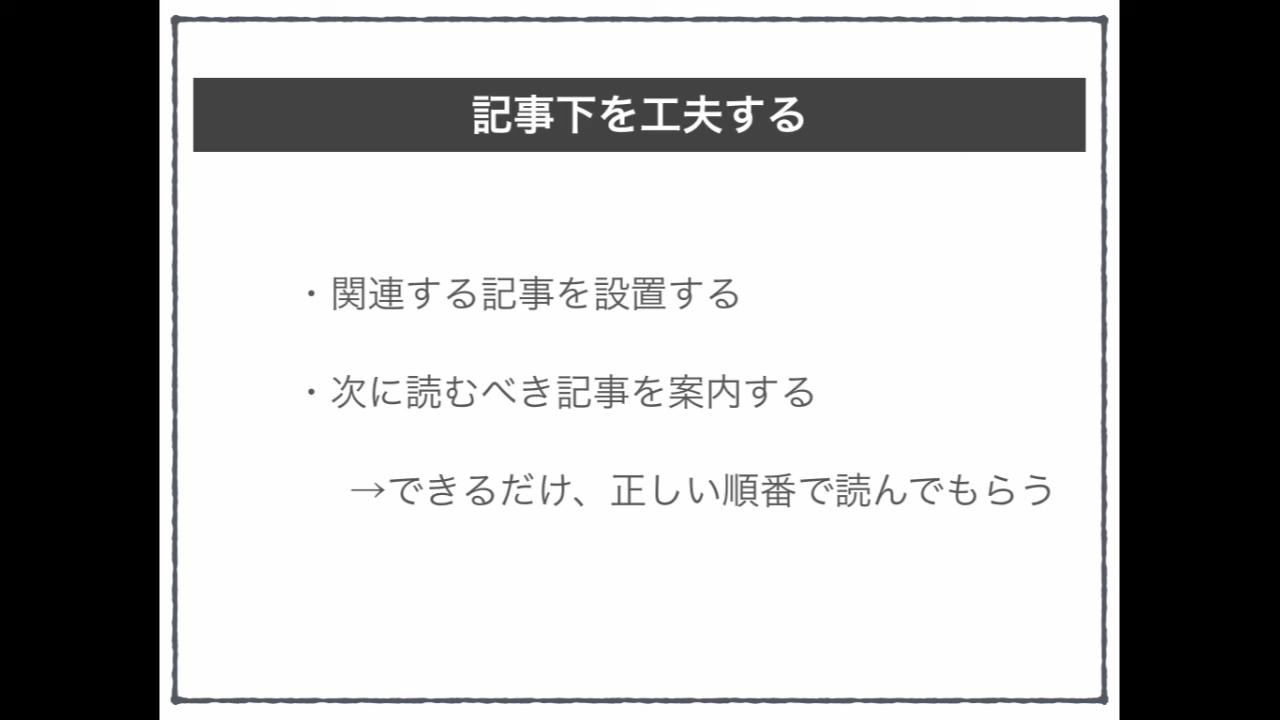 記事下を工夫する
・関連する記事を設置する
・次に読むべき記事を案内する
→できるだけ、正しい順番で読んでもらう